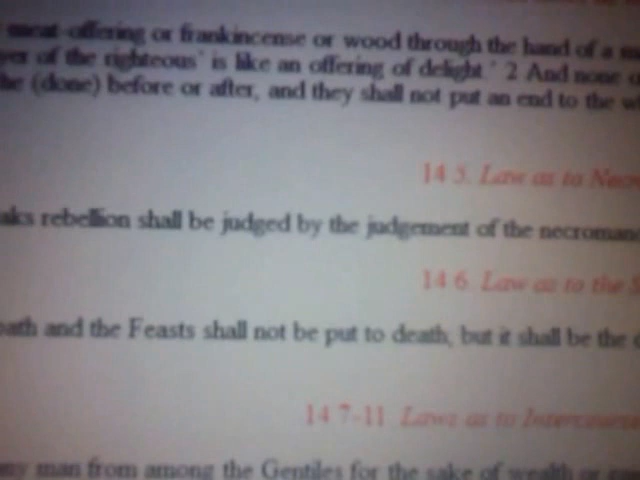 meat-offering or frankincense or wood through the hand of a
of the righteous' is like an offering of delight.' 2 And none
(done) before or after, and they shall not put an end to the
14 5. Law as to
rebellion shall be judged by the judgement of the
14 6. Law as to the
and the Feasts shall not be put to death, but it shall be the
14 7-11. Laws as to
man from among the Gentiles for the sake of wealth or